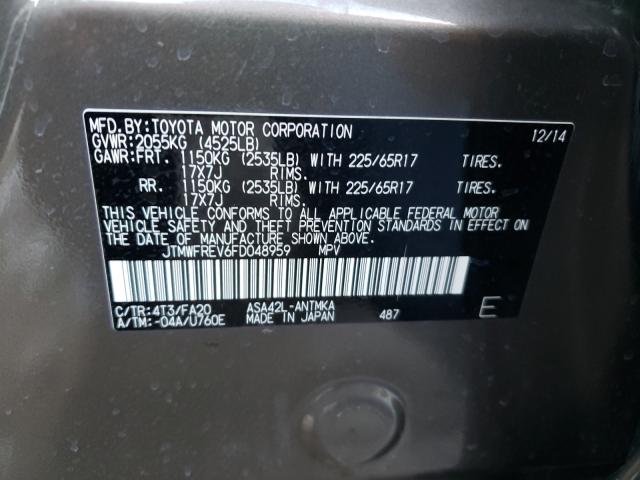 MFD.BY:TOYOTA MOTOR CORPORATION 12/14
GVWR:2055KG (4525LB)
GAWR:FRT. 1150KG (2535LB) WITH 225/65R17 TIRES.
17X7J RIMS.
RR. 1150KG (2535LB) WITH 225/65R17 TIRES.
17X7J RIMS.
THIS VEHICLE CONFORMS TO ALL APPLICABLE FEDERAL MOTOR
VEHICLE SAFETY AND THEFT PREVENTION STANDARDS IN EFFECT ON
THE DATE OF MANUFACTURE SHOWN ABOVE.
JTMWFREV6FD048959 MPV
C/TR:4T3/FA20 ASA42L-ANTMKA
A/TM:-04A/U760E MADE IN JAPAN 487 E